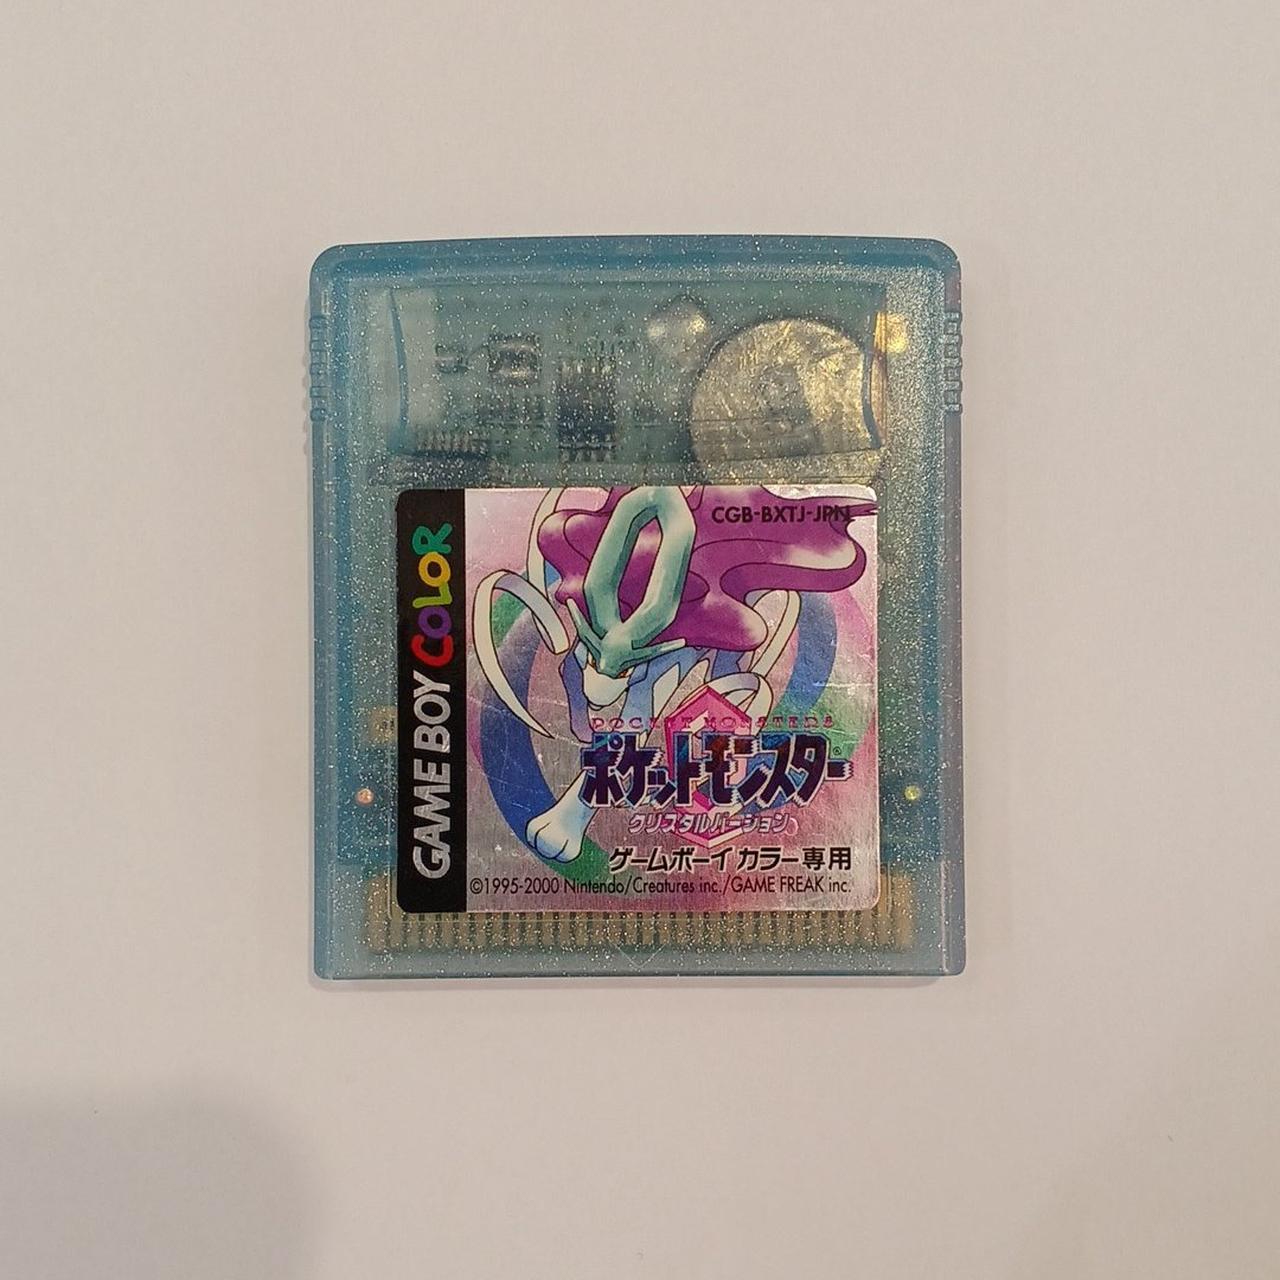 CGB-BXTJ-JPN
GAME BOY COLOR
POCKET MONSTERS
ポケットモンスター
®
クリスタルバージョン
ゲームボーイカラー専用
©1995-2000 Nintendo/Creatures inc./GAME FREAK inc.